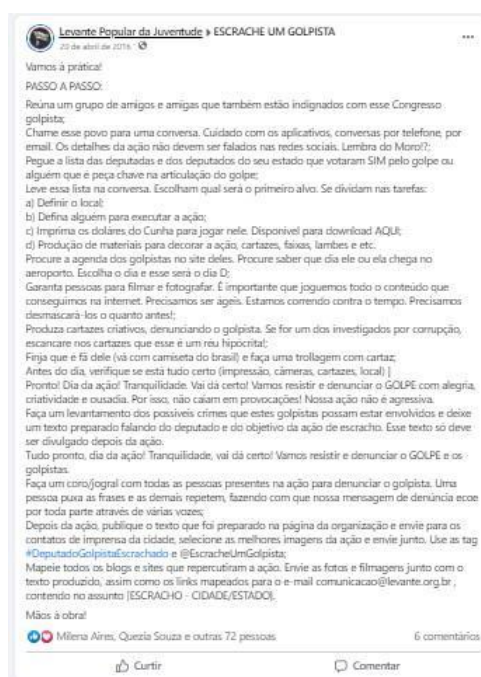 Levante Popular da Juventude ▸ ESCRACHE UM GOLPISTA
20 de abril de 2016 ·
Vamos à prática!
PASSO A PASSO:
Reúna um grupo de amigos e amigas que também estão indignados com esse Congresso
golpista;
Chame esse povo para uma conversa. Cuidado com os aplicativos, conversas por telefone, por
email. Os detalhes da ação não devem ser falados nas redes sociais. Lembra do Moro!?;
Pegue a lista das deputadas e dos deputados do seu estado que votaram SIM pelo golpe ou
alguém que é peça chave na articulação do golpe;
Leve essa lista na conversa. Escolham qual será o primeiro alvo. Se dividam nas tarefas:
a) Definir o local;
b) Defina alguém para executar a ação;
c) Imprima os dólares do Cunha para jogar nele. Disponível para download AQUI;
d) Produção de materiais para decorar a ação, cartazes, faixas, lambes e etc.
Procure a agenda dos golpistas no site deles. Procure saber que dia ele ou ela chega no
aeroporto. Escolha o dia e esse será o dia D;
Garanta pessoas para filmar e fotografar. É importante que joguemos todo o conteúdo que
conseguimos na internet. Precisamos ser ágeis. Estamos correndo contra o tempo. Precisamos
desmascará-los o quanto antes!;
Produza cartazes criativos, denunciando o golpista. Se for um dos investigados por corrupção,
escancare nos cartazes que esse é um réu hipócrita!;
Finja que é fã dele (vá com camiseta do brasil) e faça uma trollagem com cartaz;
Antes do dia, verifique se está tudo certo (impressão, câmeras, cartazes, local) |
Pronto! Dia da ação! Tranquilidade. Vai dá certo! Vamos resistir e denunciar o GOLPE com alegria,
criatividade e ousadia. Por isso, não caiam em provocações! Nossa ação não é agressiva.
Faça um levantamento dos possíveis crimes que estes golpistas possam estar envolvidos e deixe
um texto preparado falando do deputado e do objetivo da ação de escracho. Esse texto só deve
ser divulgado depois da ação.
Tudo pronto, dia da ação! Tranquilidade, vai dá certo! Vamos resistir e denunciar o GOLPE e os
golpistas.
Faça um coro/jogral com todas as pessoas presentes na ação para denunciar o golpista. Uma
pessoa puxa as frases e as demais repetem, fazendo com que nossa mensagem de denúncia ecoe
por toda parte através de várias vozes;
Depois da ação, publique o texto que foi preparado na página da organização e envie para os
contatos de imprensa da cidade, selecione as melhores imagens da ação e envie junto. Use as tag
#DeputadoGolpistaEscrachado e @EscracheUmGolpista;
Mapeie todos os blogs e sites que repercutiram a ação. Envie as fotos e filmagens junto com o
texto produzido, assim como os links mapeados para o e-mail comunicacao@levante.org.br ,
contendo no assunto [ESCRACHO - CIDADE/ESTADO].
Mãos à obra!
Milena Aires, Quezia Souza e outras 72 pessoas
6 comentários
Curtir
Comentar